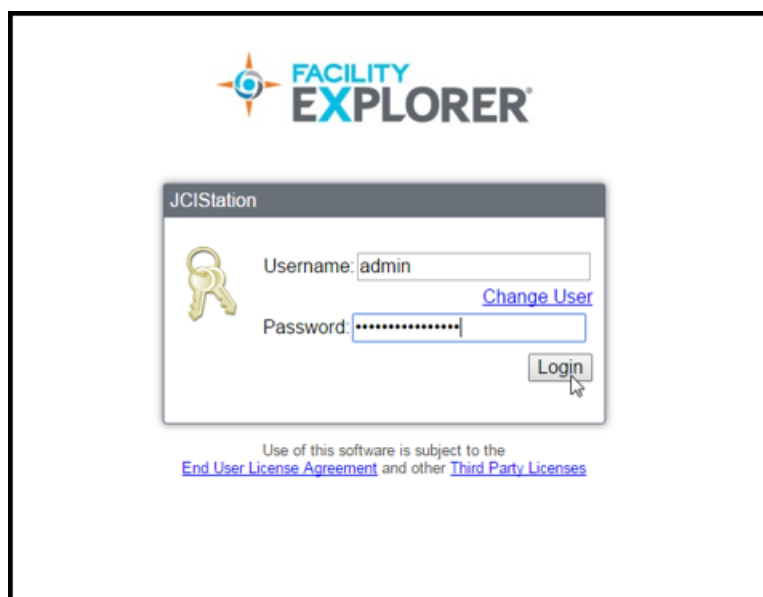 FACILITY
EXPLORER®
JCIStation
Username: admin
Change User
Password: ••••••••••••••••
Login
Use of this software is subject to the
End User License Agreement and other Third Party Licenses